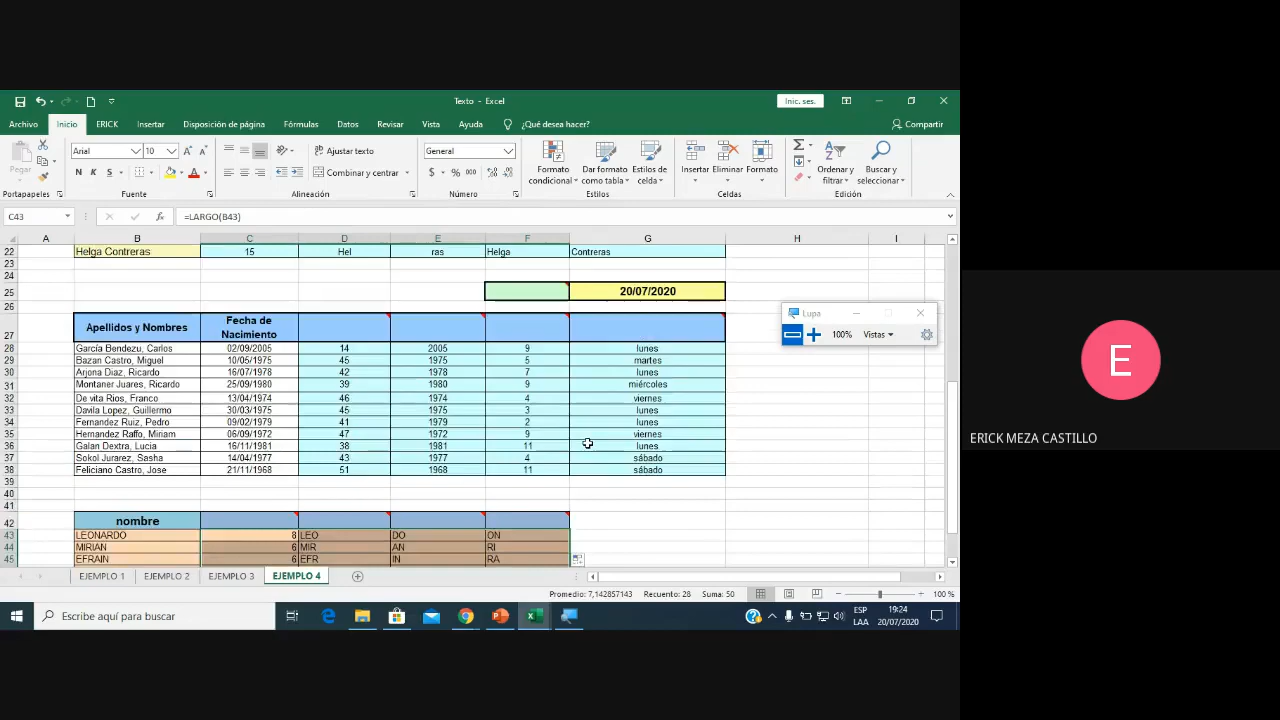 Texto - Excel
Inic. ses.
Archivo Inicio ERICK Insertar Disposición de página Fórmulas Datos Revisar Vista Ayuda ¿Qué desea hacer? Compartir
Pegar Arial 10 Ajustar texto General Formato condicional Dar formato como tabla Estilos de celda Insertar Eliminar Formato Ordenar y filtrar Buscar y seleccionar
N K S Combinar y centrar $ % 000
Portapapeles Fuente Alineación Número Estilos Celdas Edición
C43 fx =LARGO(B43)
A B C D E F G H I
22 Helga Contreras 15 Hel ras Helga Contreras
23
24
25 20/07/2020
26
27 Apellidos y Nombres Fecha de Nacimiento
28 García Bendezu, Carlos 02/09/2005 14 2005 9 lunes
29 Bazan Castro, Miguel 10/05/1975 45 1975 5 martes
30 Arjona Diaz, Ricardo 16/07/1978 42 1978 7 lunes
31 Montaner Juares, Ricardo 25/09/1980 39 1980 9 miércoles
32 De vita Rios, Franco 13/04/1974 46 1974 4 viernes
33 Davila Lopez, Guillermo 30/03/1975 45 1975 3 lunes
34 Fernandez Ruiz, Pedro 09/02/1979 41 1979 2 lunes
35 Hernandez Raffo, Miriam 06/09/1972 47 1972 9 viernes
36 Galan Dextra, Lucia 16/11/1981 38 1981 11 lunes
37 Sokol Jurarez, Sasha 14/04/1977 43 1977 4 sábado
38 Feliciano Castro, Jose 21/11/1968 51 1968 11 sábado
39
40
41
42 nombre
43 LEONARDO 8 LEO DO ON
44 MIRIAN 6 MIR AN RI
45 EFRAIN 6 EFR IN RA
Lupa
100% Vistas
EJEMPLO 1 EJEMPLO 2 EJEMPLO 3 EJEMPLO 4
Promedio: 7,142857143 Recuento: 28 Suma: 50 100 %
Escribe aquí para buscar
ESP
LAA
19:24
20/07/2020
E
ERICK MEZA CASTILLO